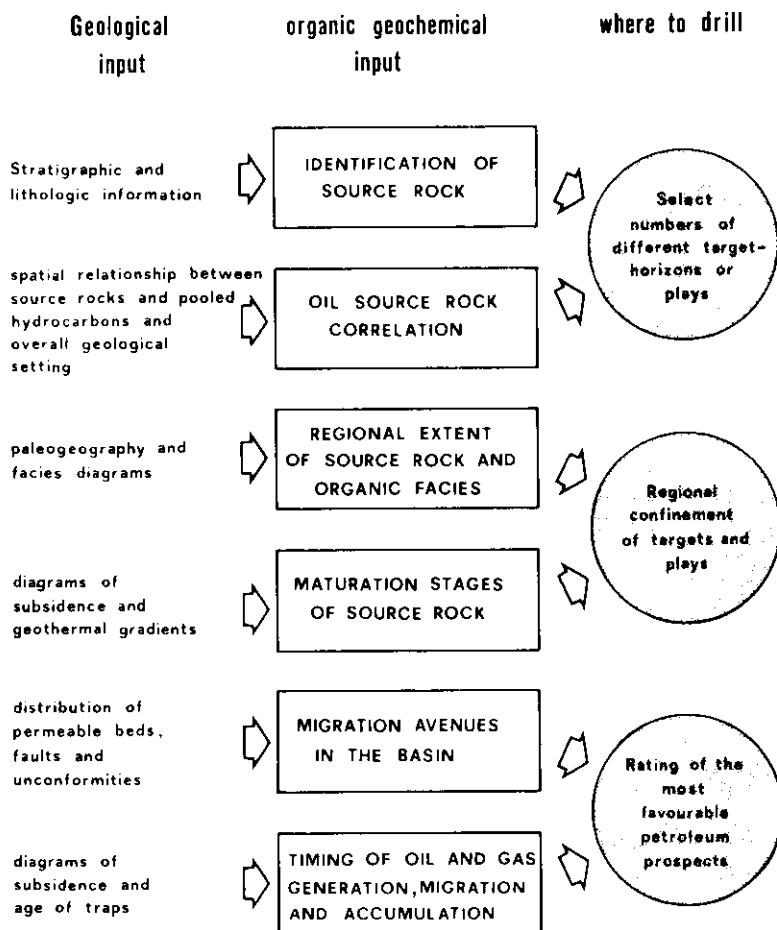 Geological
input
organic geochemical
input
where to drill
Stratigraphic and
lithologic information
IDENTIFICATION OF
SOURCE ROCK
Select
numbers of
different target-
horizons or
plays
spatial relationship between
source rocks and pooled
hydrocarbons and
overall geological
setting
OIL SOURCE ROCK
CORRELATION
paleogeography and
facies diagrams
REGIONAL EXTENT
OF SOURCE ROCK AND
ORGANIC FACIES
Regional
confinement
of targets and
plays
diagrams of
subsidence and
geothermal gradients
MATURATION STAGES
OF SOURCE ROCK
distribution of
permeable beds,
faults and
unconformities
MIGRATION AVENUES
IN THE BASIN
Rating of the
most
favourable
petroleum
prospects
diagrams of
subsidence and
age of traps
TIMING OF OIL AND GAS
GENERATION, MIGRATION
AND ACCUMULATION